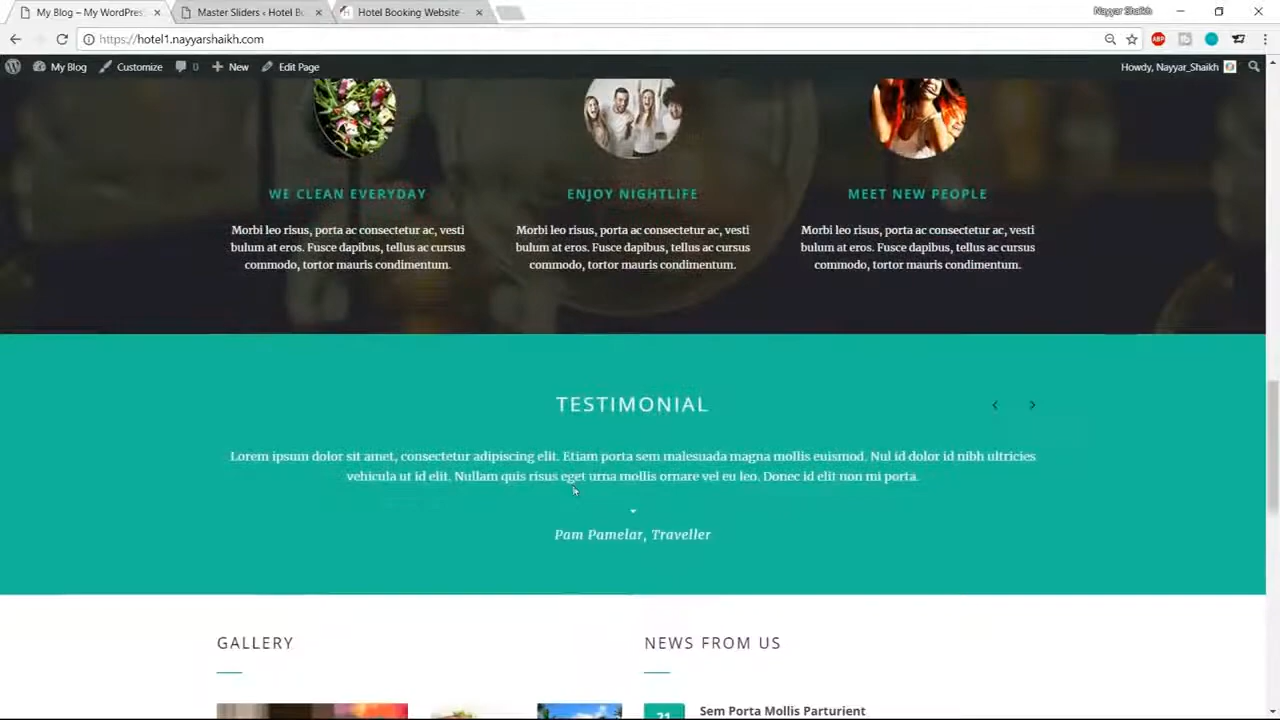 My Blog – My WordPres
Master Sliders ‹ Hotel Bo
Hotel Booking Website
Nayyar Shaikh
https://hotel1.nayyarshaikh.com
ABP
My Blog
Customize
0
New
Edit Page
Howdy, Nayyar_Shaikh
WE CLEAN EVERYDAY
Morbi leo risus, porta ac consectetur ac, vesti
bulum at eros. Fusce dapibus, tellus ac cursus
commodo, tortor mauris condimentum.
ENJOY NIGHTLIFE
Morbi leo risus, porta ac consectetur ac, vesti
bulum at eros. Fusce dapibus, tellus ac cursus
commodo, tortor mauris condimentum.
MEET NEW PEOPLE
Morbi leo risus, porta ac consectetur ac, vesti
bulum at eros. Fusce dapibus, tellus ac cursus
commodo, tortor mauris condimentum.
TESTIMONIAL
Lorem ipsum dolor sit amet, consectetur adipiscing elit. Etiam porta sem malesuada magna mollis euismod. Nul id dolor id nibh ultricies
vehicula ut id elit. Nullam quis risus eget urna mollis ornare vel eu leo. Donec id elit non mi porta.
Pam Pamelar, Traveller
GALLERY
NEWS FROM US
21
Sem Porta Mollis Parturient